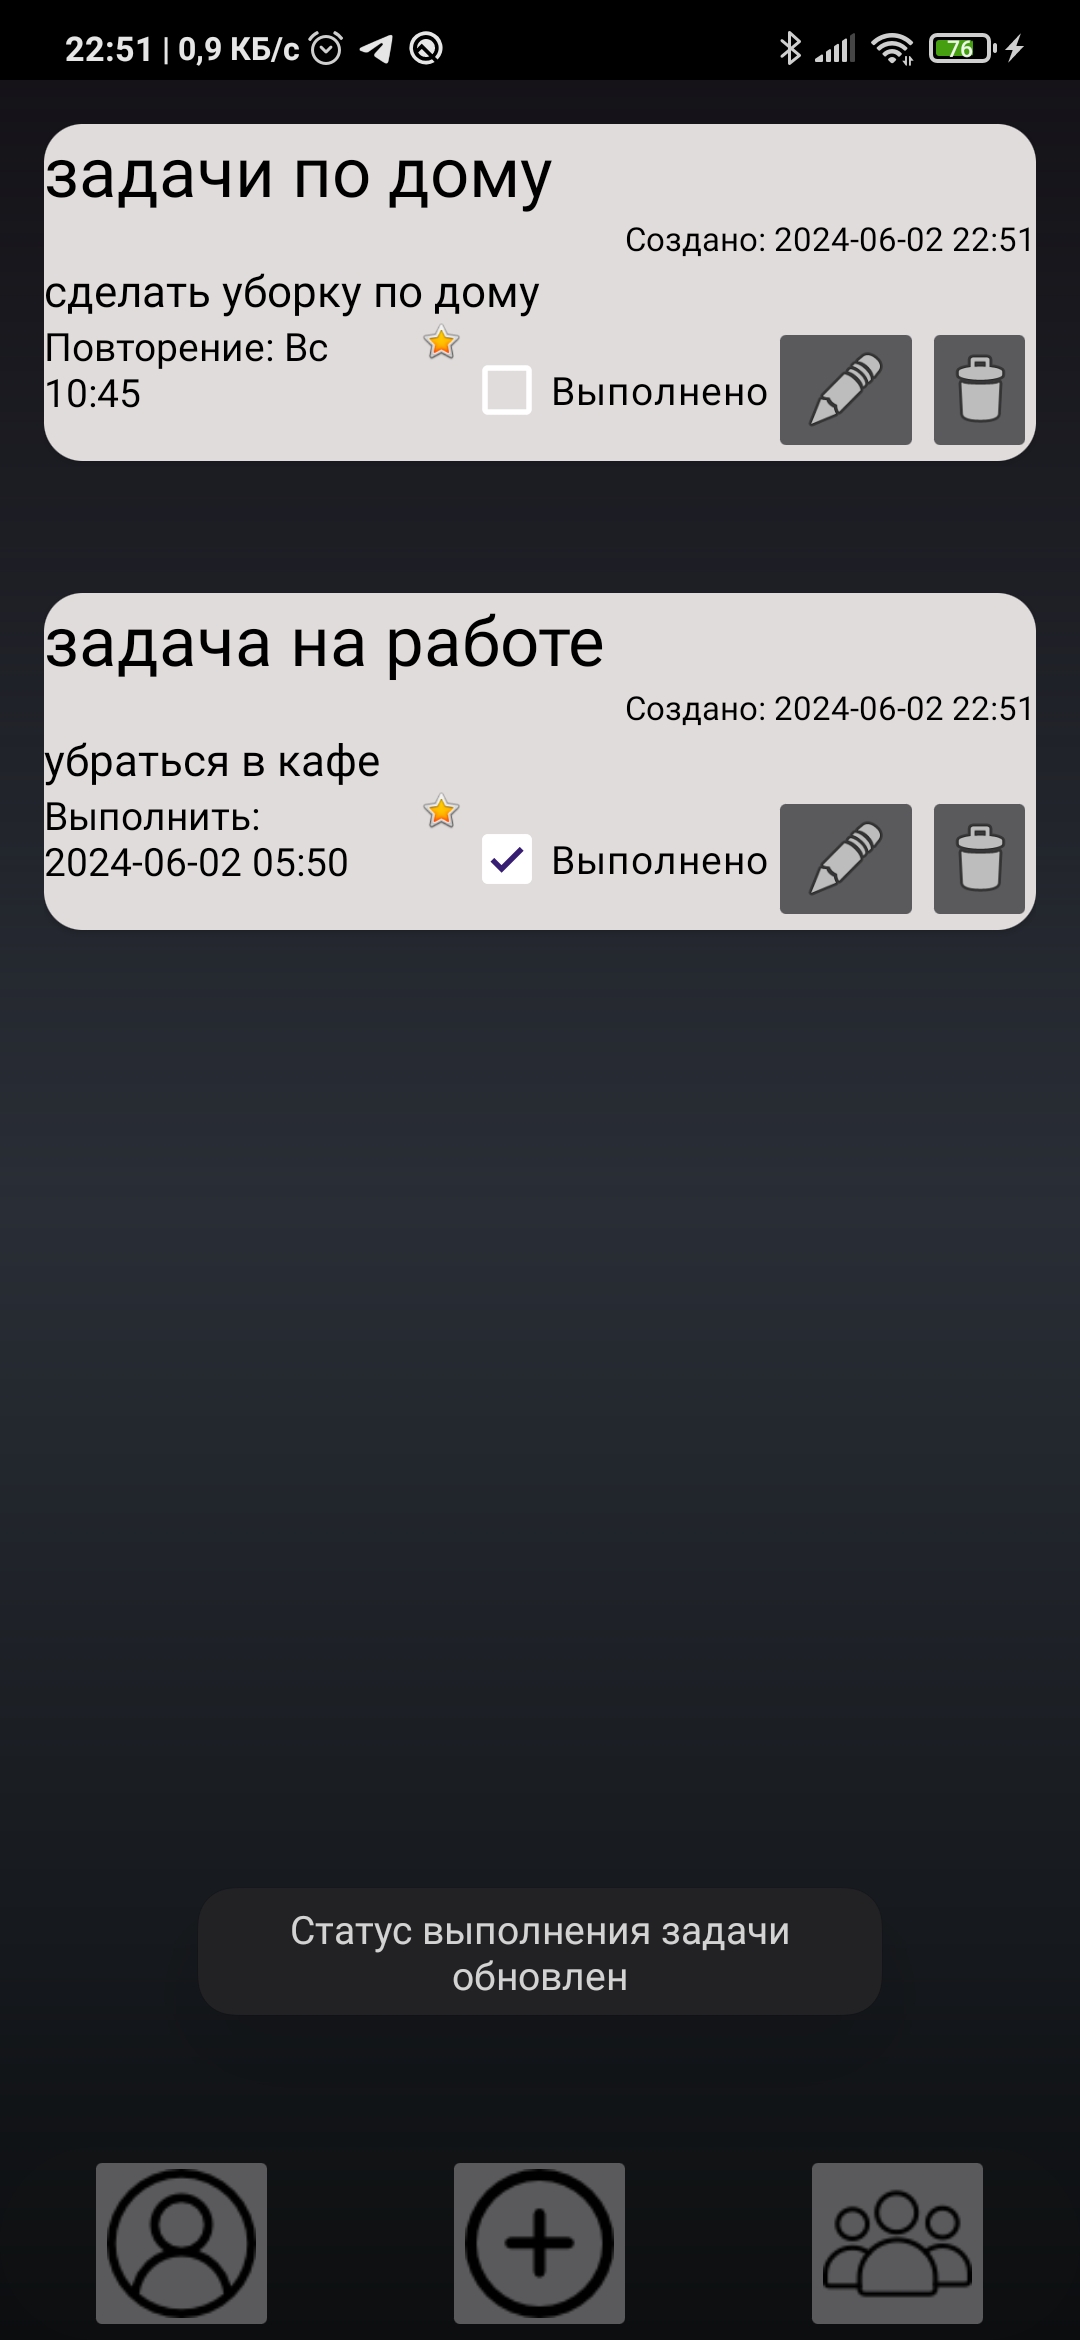 22:51 | 0,9 КБ/с
76
задачи по дому
Создано: 2024-06-02 22:51
сделать уборку по дому
Повторение: Вс
10:45
Выполнено
задача на работе
Создано: 2024-06-02 22:51
убраться в кафе
Выполнить:
2024-06-02 05:50
Выполнено
Статус выполнения задачи
обновлен